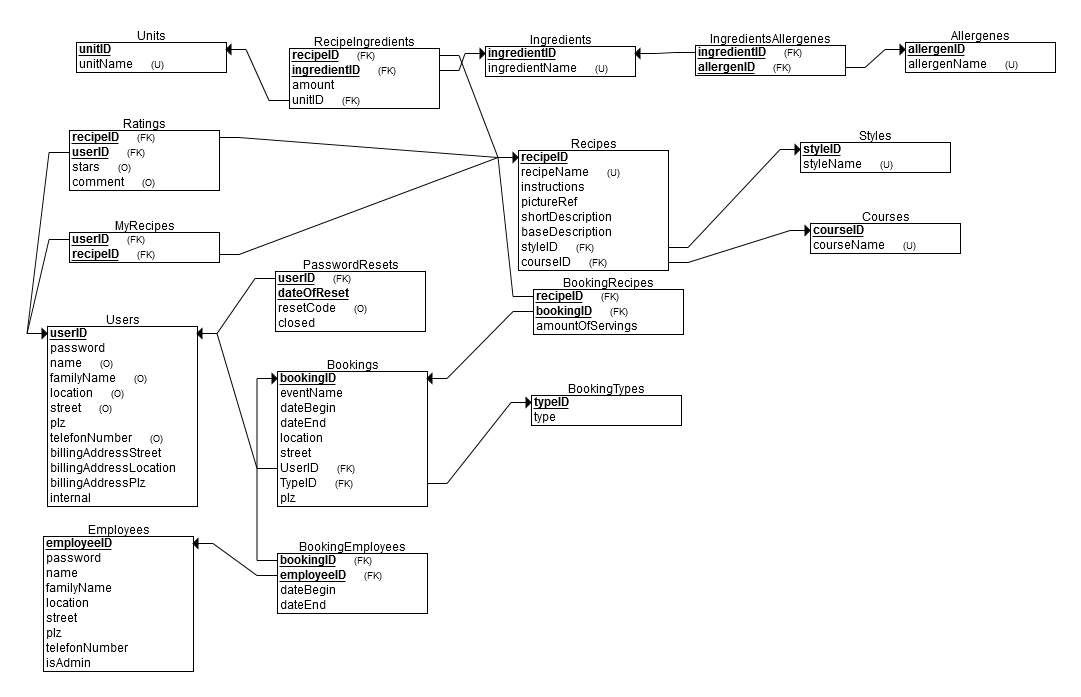 Units
unitID
unitName (U)
RecipeIngredients
recipeID (FK)
ingredientID (FK)
amount
unitID (FK)
Ingredients
ingredientID
ingredientName (U)
IngredientsAllergenes
ingredientID (FK)
allergenID (FK)
Allergenes
allergenID
allergenName (U)
Ratings
recipeID (FK)
userID (FK)
stars (O)
comment (O)
Recipes
recipeID
recipeName (U)
instructions
pictureRef
shortDescription
baseDescription
styleID (FK)
courseID (FK)
Styles
styleID
styleName (U)
MyRecipes
userID (FK)
recipeID (FK)
Courses
courseID
courseName (U)
PasswordResets
userID (FK)
dateOfReset
resetCode (O)
closed
BookingRecipes
recipeID (FK)
bookingID (FK)
amountOfServings
Users
userID
password
name (O)
familyName (O)
location (O)
street (O)
plz
telefonNumber (O)
billingAddressStreet
billingAddressLocation
billingAddressPlz
internal
Bookings
bookingID
eventName
dateBegin
dateEnd
location
street
UserID (FK)
TypeID (FK)
plz
BookingTypes
typeID
type
Employees
employeeID
password
name
familyName
location
street
plz
telefonNumber
isAdmin
BookingEmployees
bookingID (FK)
employeeID (FK)
dateBegin
dateEnd